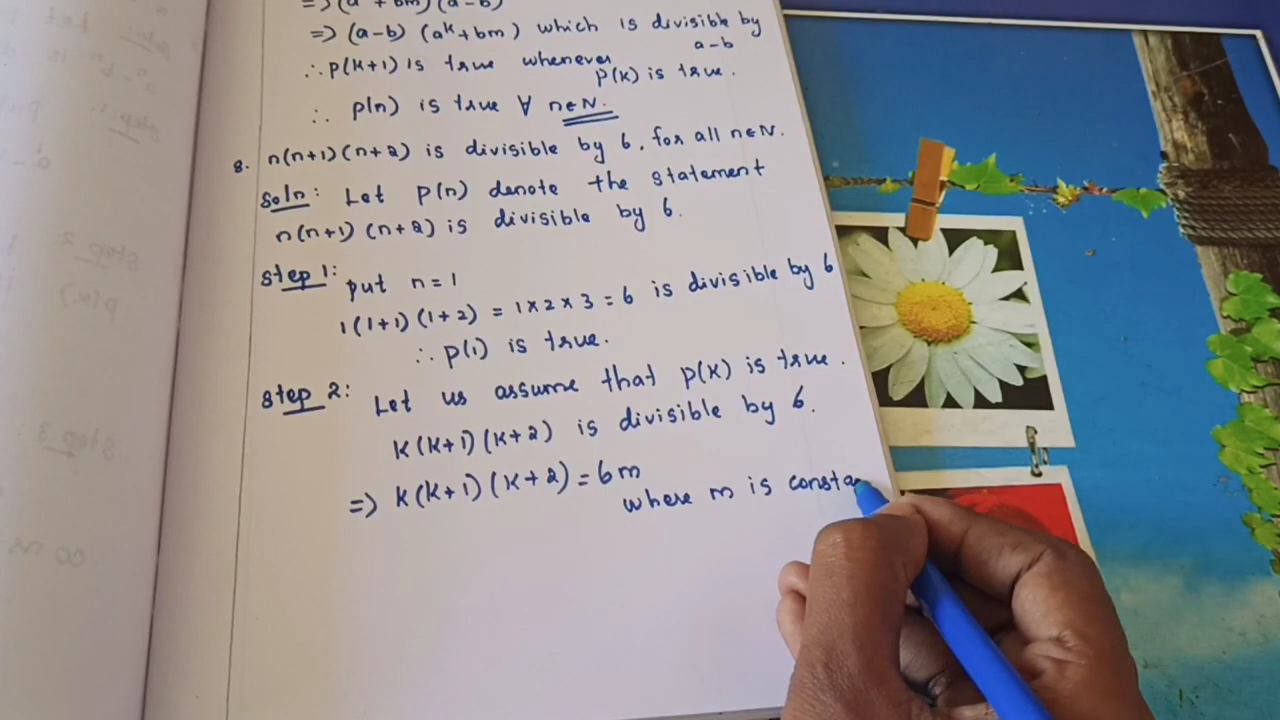 => (a-b) (aᵏ+bm) which is divisible by
a-b
∴ p(k+1) is true whenever
p(k) is true.
∴ p(n) is true ∀ n∈N.
8. n(n+1)(n+2) is divisible by 6, for all n∈N.
soln: Let p(n) denote the statement
n(n+1)(n+2) is divisible by 6.
step 1: put n=1
1(1+1)(1+2) = 1×2×3 = 6 is divisible by 6
∴ p(1) is true.
step 2: Let us assume that p(k) is true.
k(k+1)(k+2) is divisible by 6.
=> k(k+1)(k+2) = 6m
where m is consta